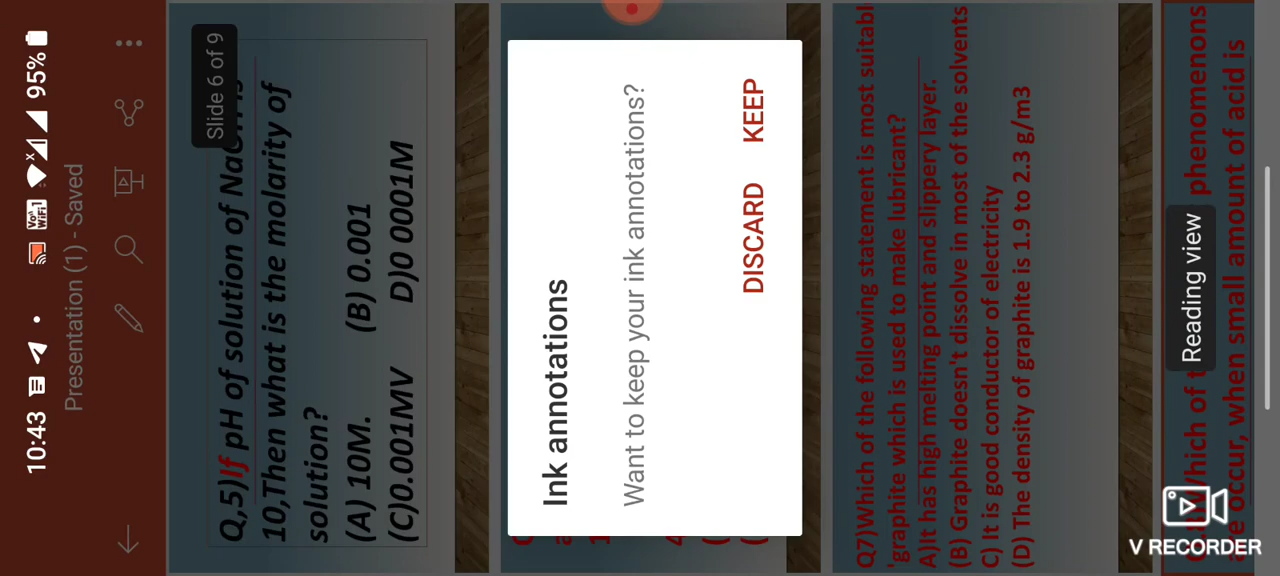 10:43
95%
Presentation (1) - Saved
Slide 6 of 9
Q,5)If pH of solution of
10,Then what is the molarity of
solution?
(A) 10M. (B) 0.001
(C)0.001MV D)0 0001M
Ink annotations
Want to keep your ink annotations?
DISCARD KEEP
Q7)Which of the following statement is most suitabl
'graphite which is used to make lubricant?
A)It has high melting point and slippery layer.
(B) Graphite doesn't dissolve in most of the solvents
C) It is good conductor of electricity
(D) The density of graphite is 1.9 to 2.3 g/m3
Which of phenomenons
occur, when small amount of acid is
Reading view
V RECORDER